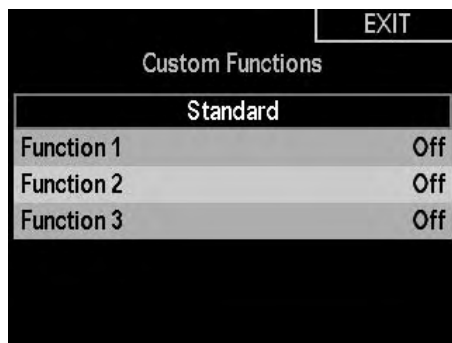 EXIT
Custom Functions
Standard
Function 1 Off
Function 2 Off
Function 3 Off